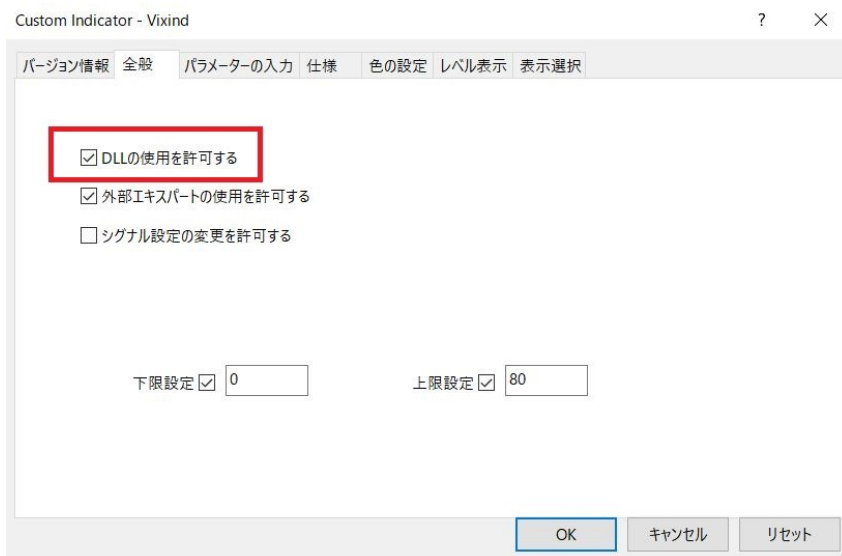 Custom Indicator - Vixind ? ×
バージョン情報 全般 パラメーターの入力 仕様 色の設定 レベル表示 表示選択
DLLの使用を許可する
外部エキスパートの使用を許可する
シグナル設定の変更を許可する
下限設定 0 上限設定 80
OK キャンセル リセット